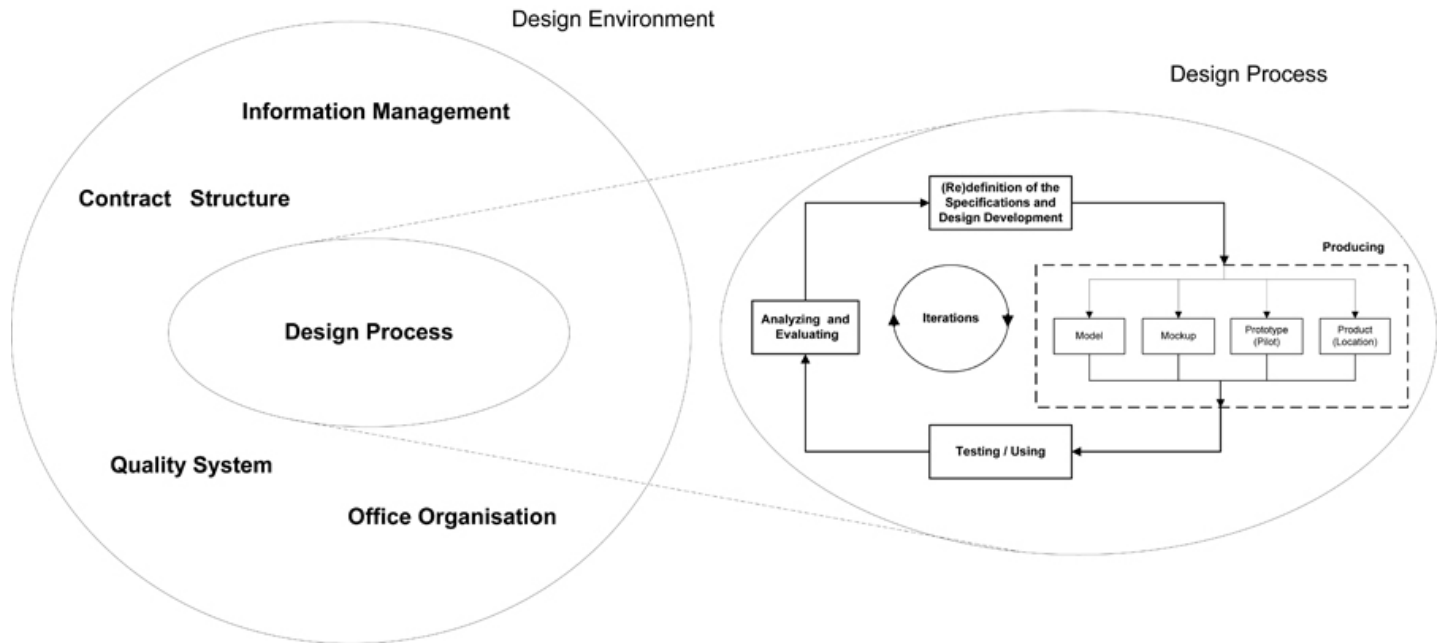 Design Environment
Information Management
Contract Structure
Design Process
Quality System
Office Organisation
Design Process
(Re)definition of the
Specifications and
Design Development
Producing
Analyzing and
Evaluating
Iterations
Model
Mockup
Prototype
(Pilot)
Product
(Location)
Testing / Using